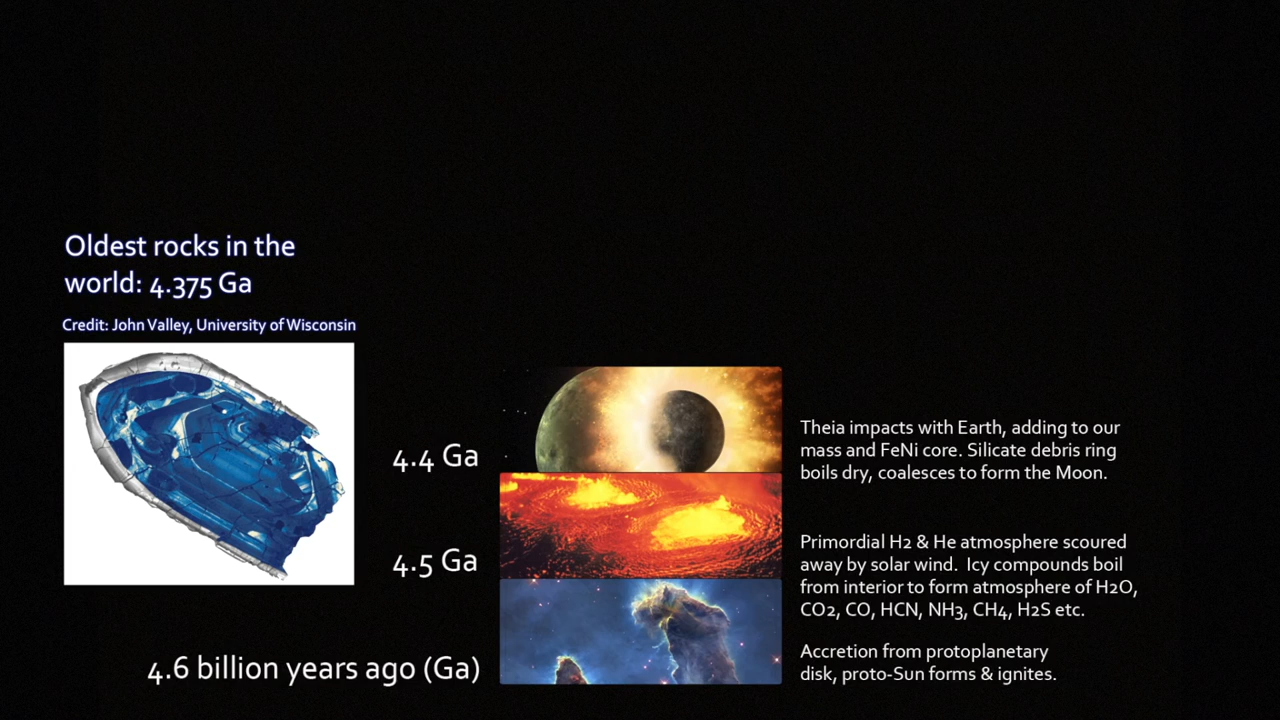 Oldest rocks in the
world: 4.375 Ga
Credit: John Valley, University of Wisconsin
4.4 Ga
Theia impacts with Earth, adding to our
mass and FeNi core. Silicate debris ring
boils dry, coalesces to form the Moon.
4.5 Ga
Primordial H2 & He atmosphere scoured
away by solar wind.  Icy compounds boil
from interior to form atmosphere of H2O,
CO2, CO, HCN, NH3, CH4, H2S etc.
4.6 billion years ago (Ga)
Accretion from protoplanetary
disk, proto-Sun forms & ignites.